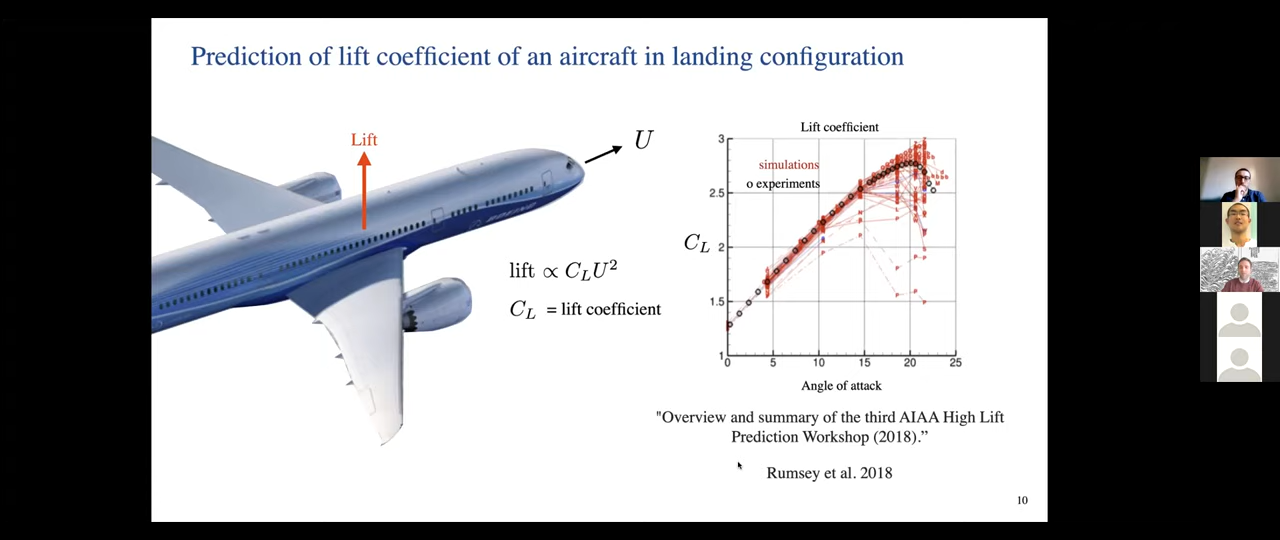 Prediction of lift coefficient of an aircraft in landing configuration
Lift
U
BOEING
lift ∝ C_L U²
C_L = lift coefficient
Lift coefficient
simulations
o experiments
3
2.5
C_L 2
1.5
1
0 5 10 15 20 25
Angle of attack
"Overview and summary of the third AIAA High Lift
Prediction Workshop (2018).”
Rumsey et al. 2018
10